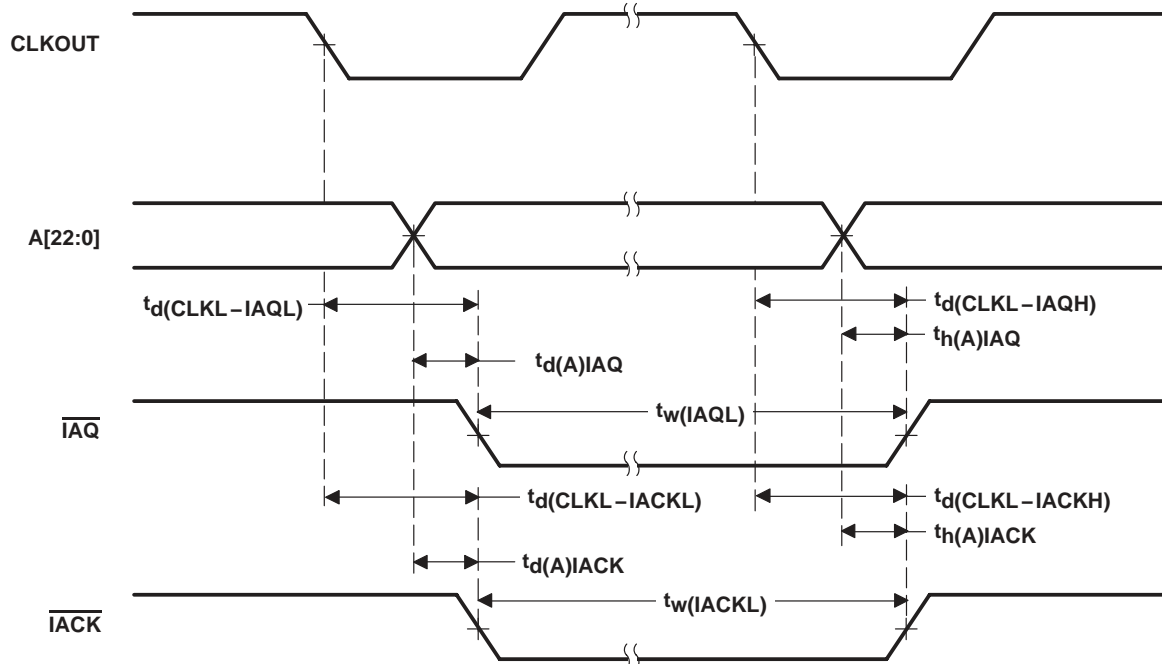 CLKOUT
A[22:0]
td(CLKL−IAQL)
td(CLKL−IAQH)
th(A)IAQ
td(A)IAQ
IAQ
tw(IAQL)
td(CLKL−IACKL)
td(CLKL−IACKH)
th(A)IACK
td(A)IACK
IACK
tw(IACKL)